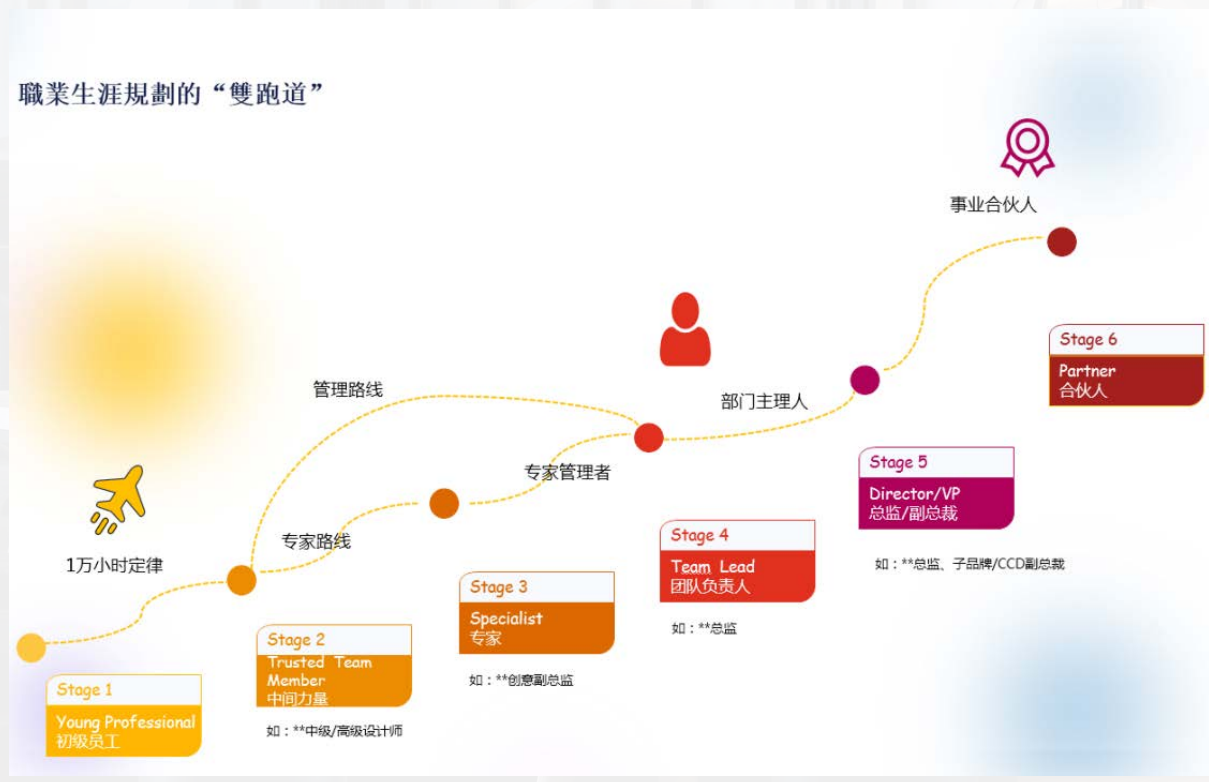 職業生涯規劃的“雙跑道”
事业合伙人
Stage 6
Partner
合伙人
管理路线
部门主理人
专家管理者
Stage 5
Director/VP
总监/副总裁
如：**总监、子品牌/CCD副总裁
1万小时定律
专家路线
Stage 4
Team Lead
团队负责人
如：**总监
Stage 3
Specialist
专家
如：**创意副总监
Stage 2
Trusted Team
Member
中间力量
如：**中级/高级设计师
Stage 1
Young Professional
初级员工